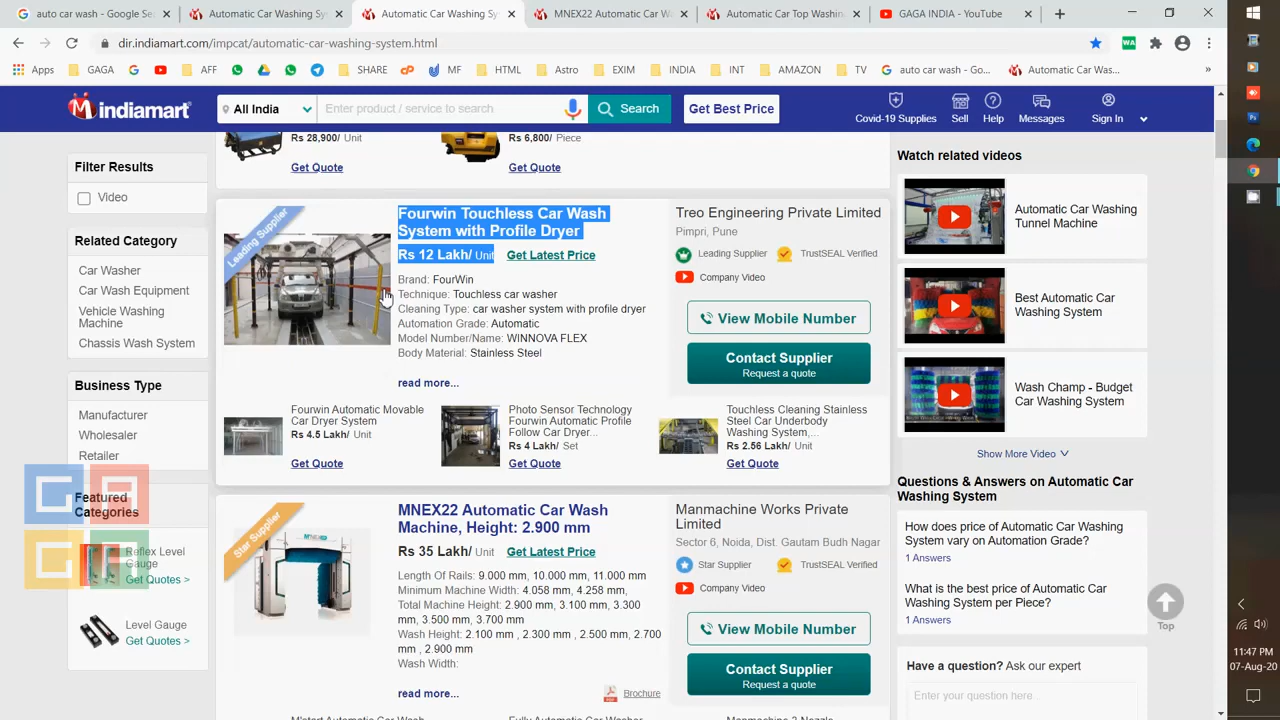 auto car wash - Google Se
Automatic Car Washing Sy
Automatic Car Washing Sy
MNEX22 Automatic Car W
Automatic Car Top Washin
GAGA INDIA - YouTube
dir.indiamart.com/impcat/automatic-car-washing-system.html
WA
Apps
GAGA
AFF
SHARE
MF
HTML
Astro
EXIM
INDIA
INT
AMAZON
TV
auto car wash - Go...
Automatic Car Was...
indiamart
All India
Enter product / service to search
Search
Get Best Price
Covid-19 Supplies
Sell
Help
Messages
Sign In
Filter Results
Video
Related Category
Car Washer
Car Wash Equipment
Vehicle Washing
Machine
Chassis Wash System
Business Type
Manufacturer
Wholesaler
Retailer
Featured
Categories
Reflex Level
Gauge
Get Quotes >
Level Gauge
Get Quotes >
Rs 28,900/ Unit
Get Quote
Rs 6,800/ Piece
Get Quote
Leading Supplier
Fourwin Touchless Car Wash
System with Profile Dryer
Rs 12 Lakh/ Unit
Get Latest Price
Brand: FourWin
Technique: Touchless car washer
Cleaning Type: car washer system with profile dryer
Automation Grade: Automatic
Model Number/Name: WINNOVA FLEX
Body Material: Stainless Steel
read more...
Treo Engineering Private Limited
Pimpri, Pune
Leading Supplier
TrustSEAL Verified
Company Video
View Mobile Number
Contact Supplier
Request a quote
Fourwin Automatic Movable
Car Dryer System
Rs 4.5 Lakh/ Unit
Get Quote
Photo Sensor Technology
Fourwin Automatic Profile
Follow Car Dryer...
Rs 4 Lakh/ Set
Get Quote
Touchless Cleaning Stainless
Steel Car Underbody
Washing System,...
Rs 2.56 Lakh/ Unit
Get Quote
Star Supplier
MNEX22 Automatic Car Wash
Machine, Height: 2.900 mm
Rs 35 Lakh/ Unit
Get Latest Price
Length Of Rails: 9.000 mm, 10.000 mm, 11.000 mm
Minimum Machine Width: 4.058 mm, 4.258 mm,
Total Machine Height: 2.900 mm, 3.100 mm, 3.300
mm, 3.500 mm, 3.700 mm
Wash Height: 2.100 mm , 2.300 mm , 2.500 mm, 2.700
mm , 2.900 mm
Wash Width:
read more...
Brochure
Manmachine Works Private
Limited
Sector 6, Noida, Dist. Gautam Budh Nagar
Star Supplier
TrustSEAL Verified
Company Video
View Mobile Number
Contact Supplier
Request a quote
Watch related videos
Automatic Car Washing
Tunnel Machine
Best Automatic Car
Washing System
Wash Champ - Budget
Car Washing System
Show More Video
Questions & Answers on Automatic Car
Washing System
How does price of Automatic Car Washing
System vary on Automation Grade?
1 Answers
What is the best price of Automatic Car
Washing System per Piece?
1 Answers
Have a question? Ask our expert
Enter your question here
Top
11:47 PM
07-Aug-20